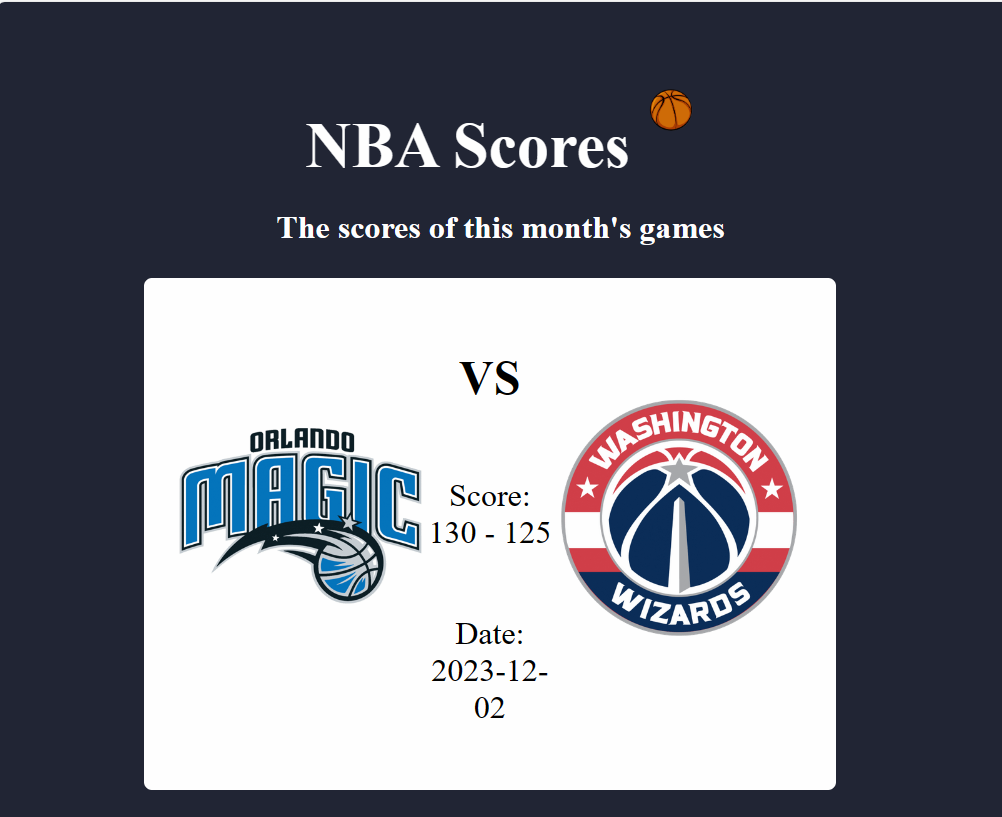 NBA Scores
The scores of this month's games
VS
ORLANDO
MAGIC
Score:
130 - 125
WASHINGTON
WIZARDS
Date:
2023-12-
02